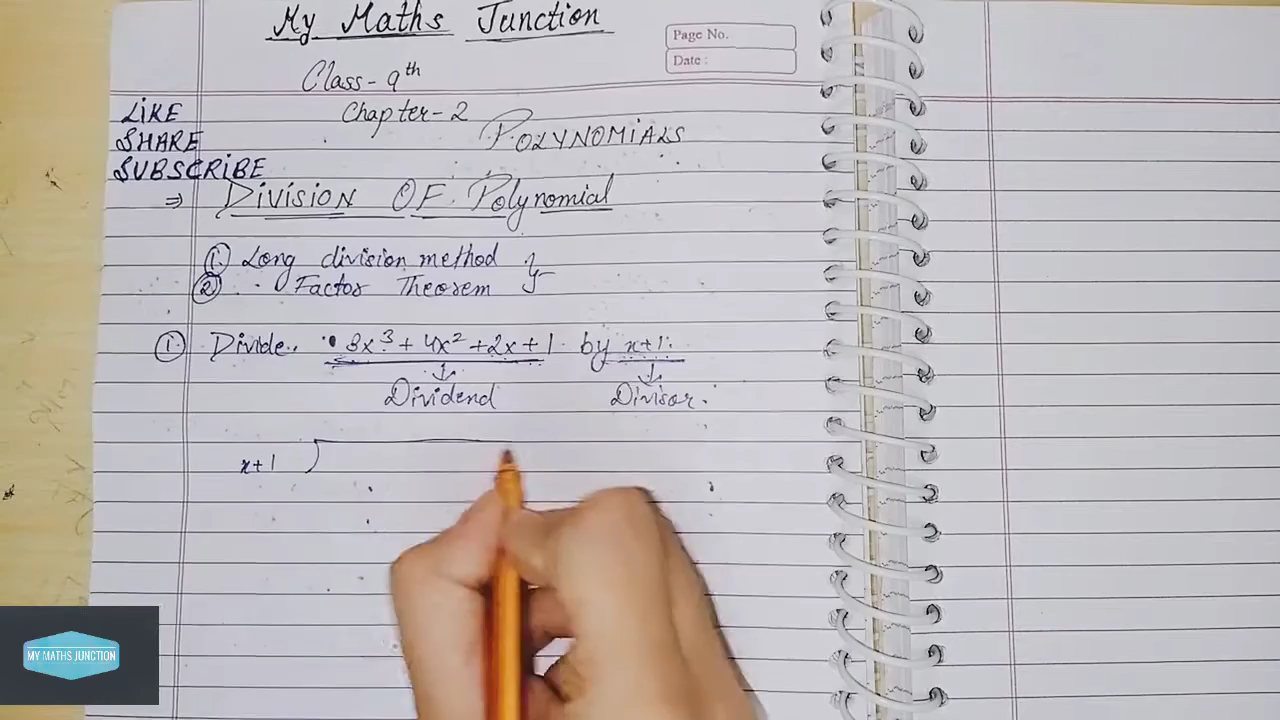 My Maths Junction
Page No.
Date :
Class - 9th
Chapter - 2
POLYNOMIALS
LIKE
SHARE
SUBSCRIBE
⇒ Division OF Polynomial
① Long division method
② Factor Theorem
① Divide 3x³ + 4x² + 2x + 1 by x+1.
Dividend Divisor.
x+1
MY MATHS JUNCTION